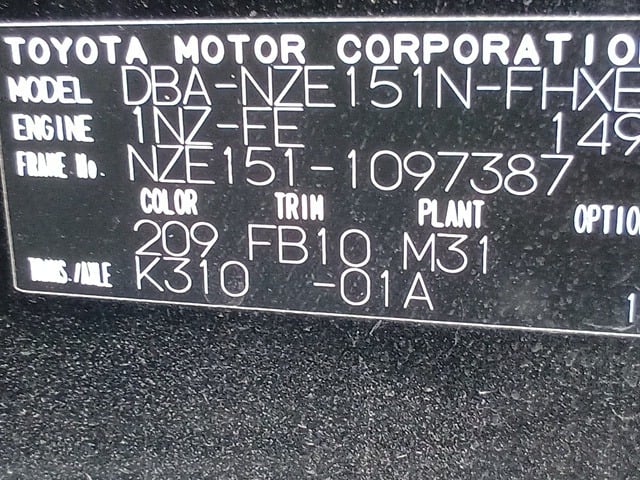 TOYOTA MOTOR CORPORATIO
MODEL DBA-NZE151N-FHXE
ENGINE 1NZ-FE 149
FRAME No. NZE151-1097387
COLOR TRIM PLANT OPTIO
209 FB10 M31
TRANS./AXLE K310 -01A 1